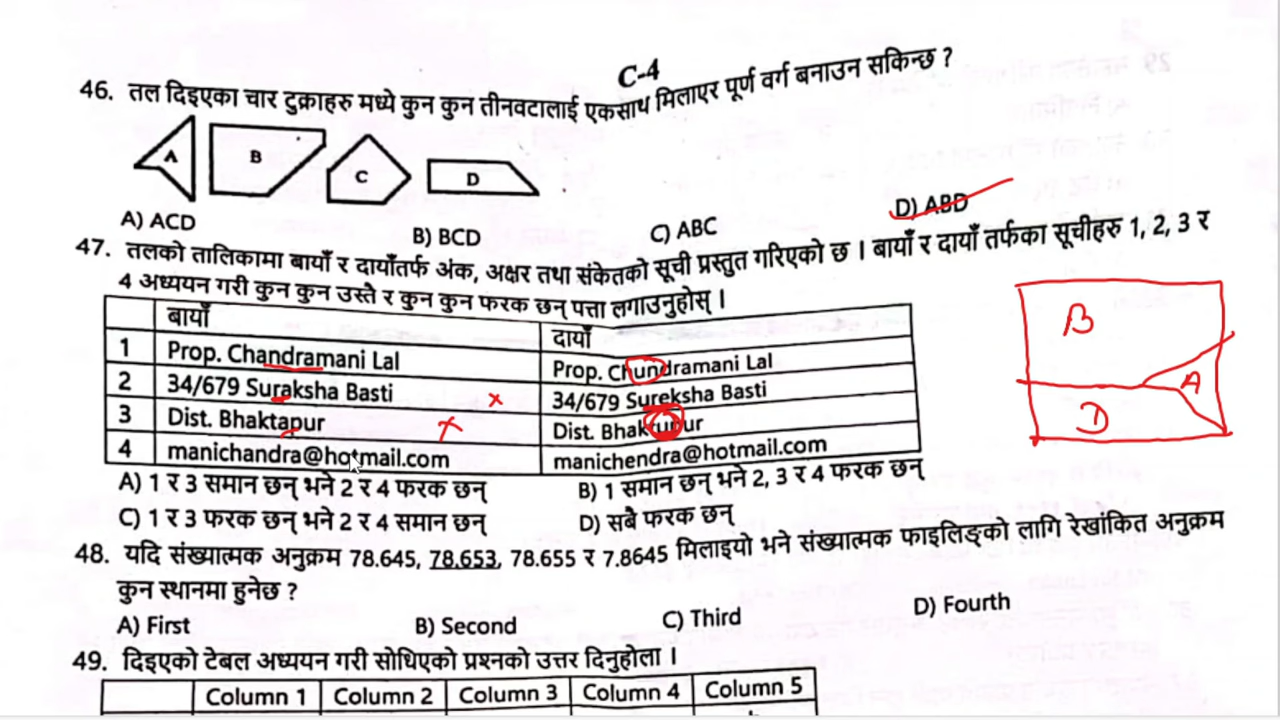 C-4
46. तल दिइएका चार टुक्राहरु मध्ये कुन कुन तीनवटालाई एकसाथ मिलाएर पूर्ण वर्ग बनाउन सकिन्छ ?
A B C D
A) ACD B) BCD C) ABC D) ABD
47. तलको तालिकामा बायाँ र दायाँतर्फ अंक, अक्षर तथा संकेतको सूची प्रस्तुत गरिएको छ । बायाँ र दायाँ तर्फका सूचीहरु 1, 2, 3 र
4 अध्ययन गरी कुन कुन उस्तै र कुन कुन फरक छन् पत्ता लगाउनुहोस् ।
बायाँ दायाँ
1 Prop. Chandramani Lal Prop. Chundramani Lal
2 34/679 Suraksha Basti 34/679 Sureksha Basti
3 Dist. Bhaktapur Dist. Bhaktupur
4 manichandra@hotmail.com manichendra@hotmail.com
A) 1 र 3 समान छन् भने 2 र 4 फरक छन् B) 1 समान छन् भने 2, 3 र 4 फरक छन्
C) 1 र 3 फरक छन् भने 2 र 4 समान छन् D) सबै फरक छन्
B
A
D
48. यदि संख्यात्मक अनुक्रम 78.645, 78.653, 78.655 र 7.8645 मिलाइयो भने संख्यात्मक फाइलिङ्को लागि रेखांकित अनुक्रम
कुन स्थानमा हुनेछ ?
A) First B) Second C) Third D) Fourth
49. दिइएको टेबल अध्ययन गरी सोधिएको प्रश्नको उत्तर दिनुहोला ।
Column 1 Column 2 Column 3 Column 4 Column 5